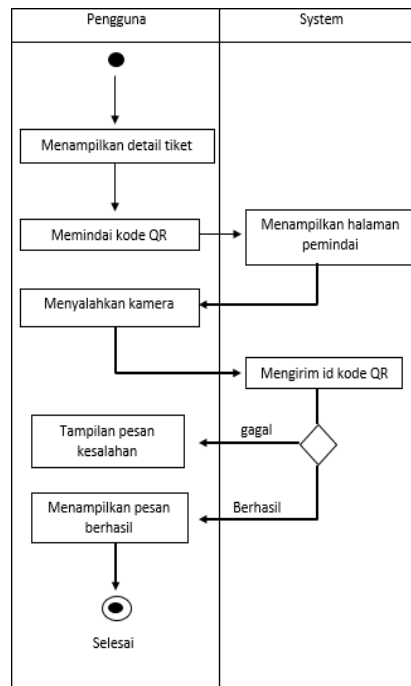 Pengguna
System
Menampilkan detail tiket
Memindai kode QR
Menampilkan halaman
pemindai
Menyalahkan kamera
Mengirim id kode QR
gagal
Tampilan pesan
kesalahan
Berhasil
Menampilkan pesan
berhasil
Selesai